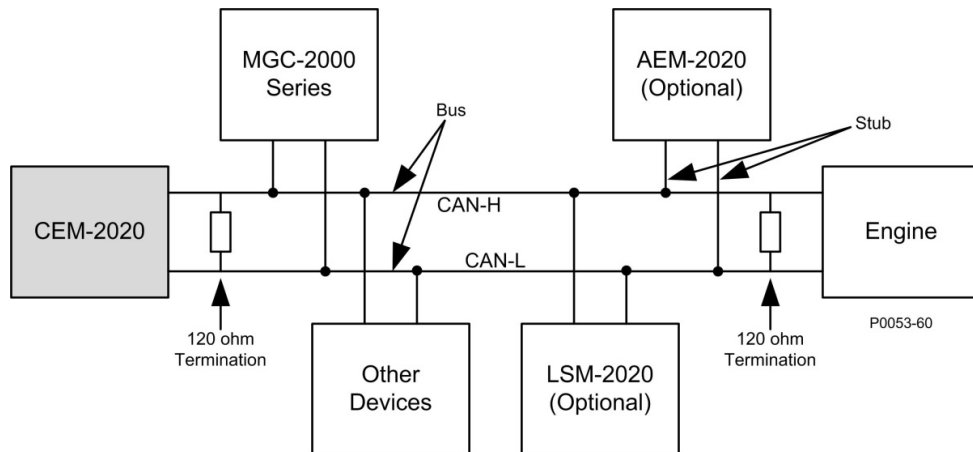 MGC-2000
Series
AEM-2020
(Optional)
Bus
Stub
CEM-2020
CAN-H
CAN-L
Engine
P0053-60
120 ohm
Termination
120 ohm
Termination
Other
Devices
LSM-2020
(Optional)